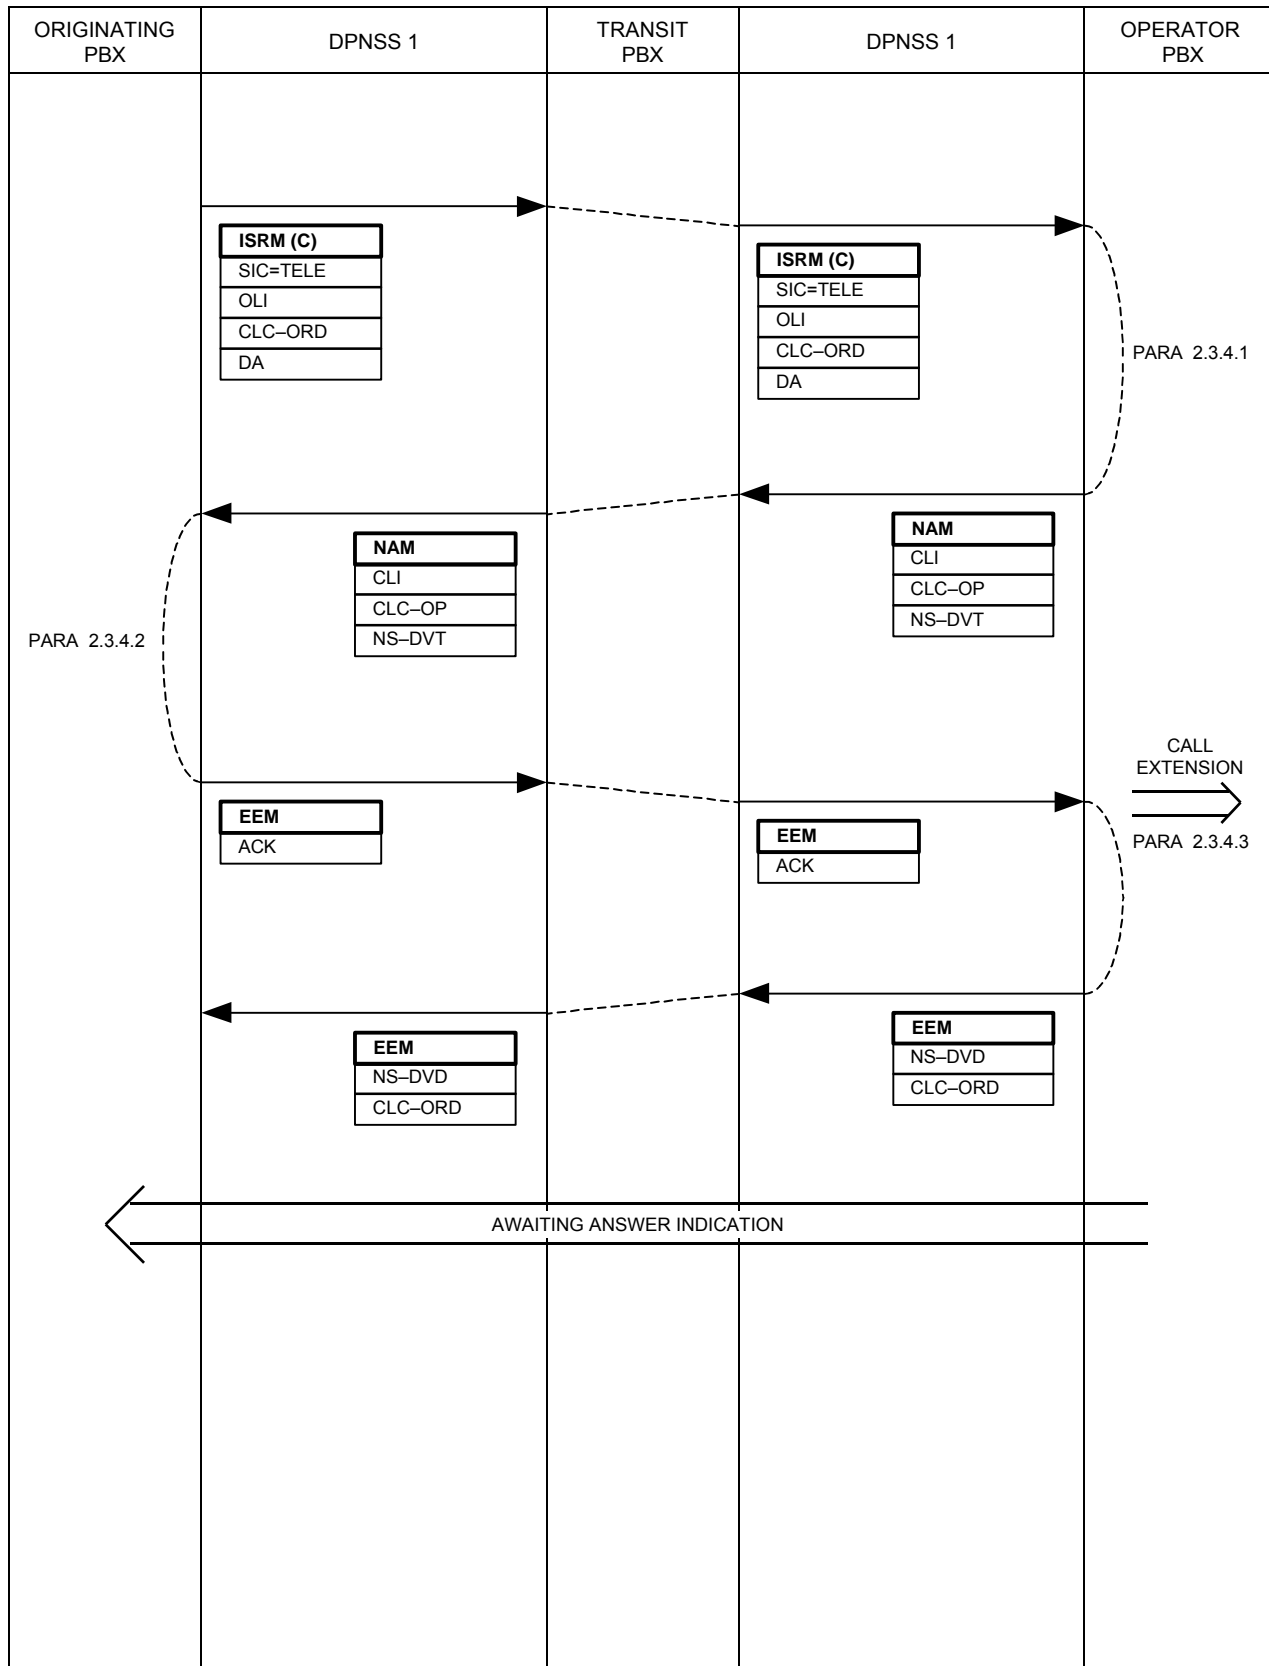 ORIGINATING
PBX
DPNSS 1
TRANSIT
PBX
DPNSS 1
OPERATOR
PBX
ISRM (C)
SIC=TELE
OLI
CLC–ORD
DA
ISRM (C)
SIC=TELE
OLI
CLC–ORD
DA
PARA 2.3.4.1
NAM
CLI
CLC–OP
NS–DVT
NAM
CLI
CLC–OP
NS–DVT
PARA 2.3.4.2
EEM
ACK
EEM
ACK
CALL
EXTENSION
PARA 2.3.4.3
EEM
NS–DVD
CLC–ORD
EEM
NS–DVD
CLC–ORD
AWAITING ANSWER INDICATION